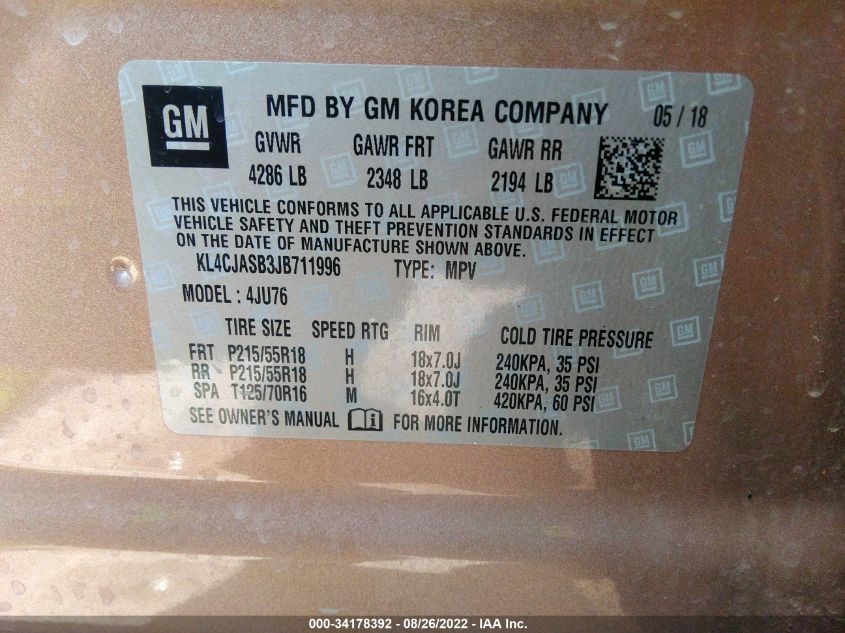 GM MFD BY GM KOREA COMPANY 05 / 18
GVWR GAWR FRT GAWR RR
4286 LB 2348 LB 2194 LB
THIS VEHICLE CONFORMS TO ALL APPLICABLE U.S. FEDERAL MOTOR
VEHICLE SAFETY AND THEFT PREVENTION STANDARDS IN EFFECT
ON THE DATE OF MANUFACTURE SHOWN ABOVE.
KL4CJASB3JB711996 TYPE: MPV
MODEL : 4JU76
TIRE SIZE SPEED RTG RIM COLD TIRE PRESSURE
FRT P215/55R18 H 18x7.0J 240KPA, 35 PSI
RR P215/55R18 H 18x7.0J 240KPA, 35 PSI
SPA T125/70R16 M 16x4.0T 420KPA, 60 PSI
SEE OWNER'S MANUAL FOR MORE INFORMATION.
000-34178392 - 08/26/2022 - IAA Inc.